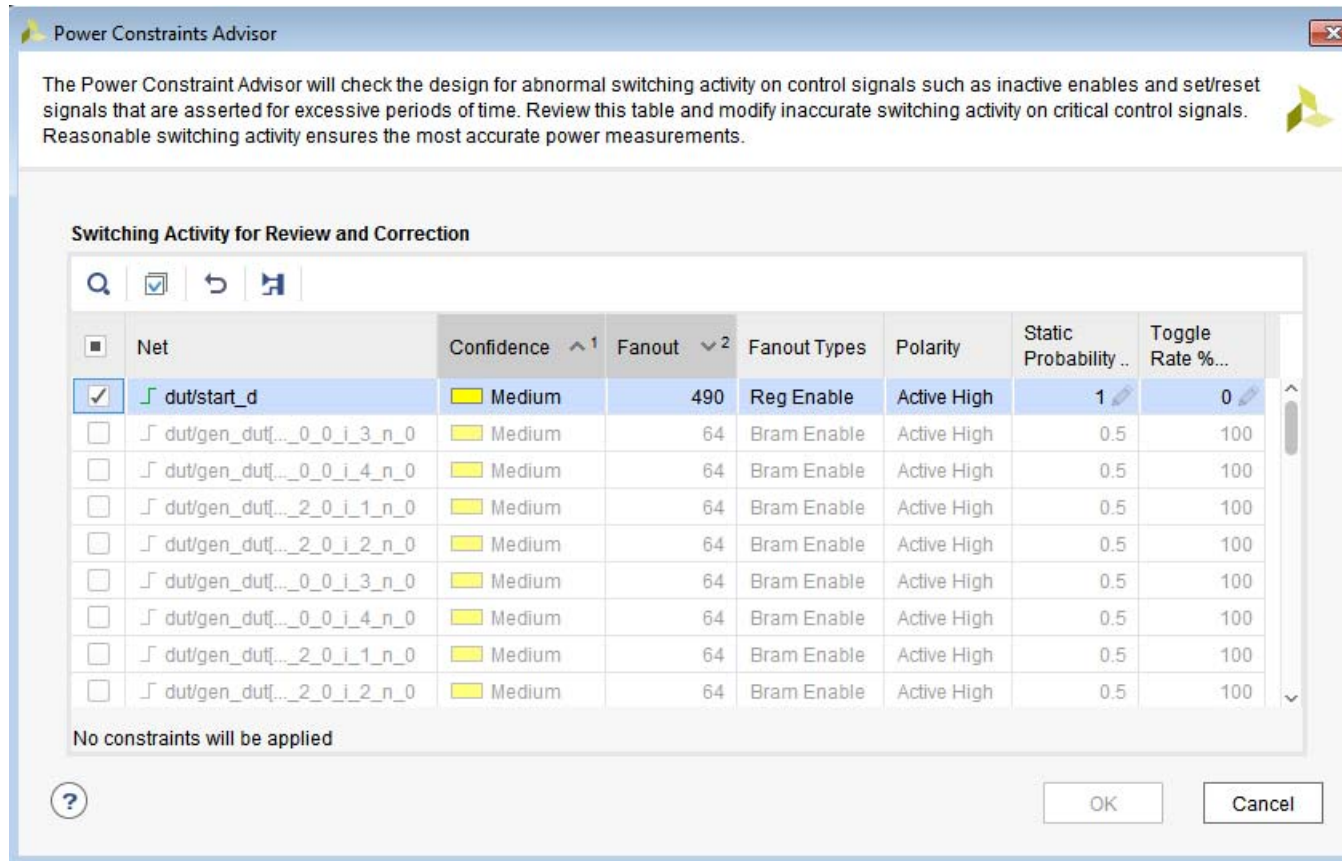 Power Constraints Advisor
The Power Constraint Advisor will check the design for abnormal switching activity on control signals such as inactive enables and set/reset
signals that are asserted for excessive periods of time. Review this table and modify inaccurate switching activity on critical control signals.
Reasonable switching activity ensures the most accurate power measurements.
Switching Activity for Review and Correction
Net Confidence 1 Fanout 2 Fanout Types Polarity Static Probability .. Toggle Rate %...
dut/start_d Medium 490 Reg Enable Active High 1 0
dut/gen_dut[..._0_0_i_3_n_0 Medium 64 Bram Enable Active High 0.5 100
dut/gen_dut[..._0_0_i_4_n_0 Medium 64 Bram Enable Active High 0.5 100
dut/gen_dut[..._2_0_i_1_n_0 Medium 64 Bram Enable Active High 0.5 100
dut/gen_dut[..._2_0_i_2_n_0 Medium 64 Bram Enable Active High 0.5 100
dut/gen_dut[..._0_0_i_3_n_0 Medium 64 Bram Enable Active High 0.5 100
dut/gen_dut[..._0_0_i_4_n_0 Medium 64 Bram Enable Active High 0.5 100
dut/gen_dut[..._2_0_i_1_n_0 Medium 64 Bram Enable Active High 0.5 100
dut/gen_dut[..._2_0_i_2_n_0 Medium 64 Bram Enable Active High 0.5 100
No constraints will be applied
? OK Cancel